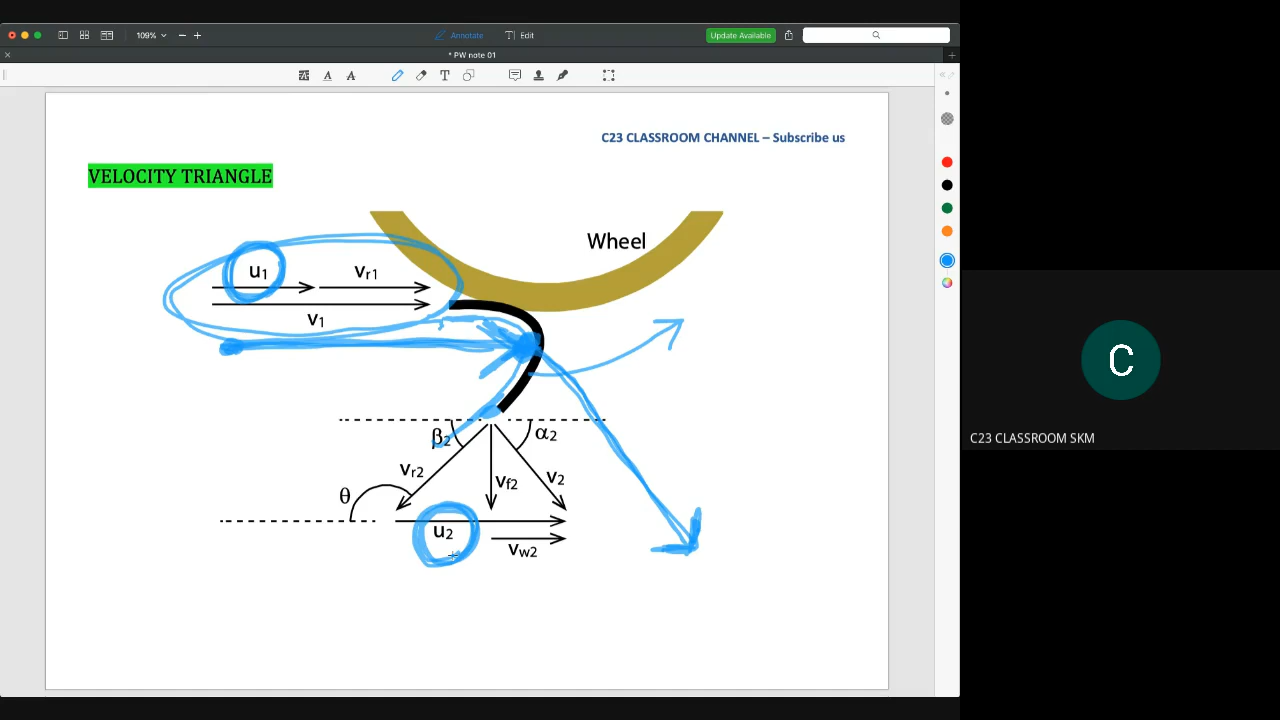 109%
Annotate
Edit
Update Available
* PW note 01
C23 CLASSROOM CHANNEL – Subscribe us
VELOCITY TRIANGLE
Wheel
u1
vr1
v1
β2
α2
vr2
vf2
v2
θ
u2
vw2
C
C23 CLASSROOM SKM